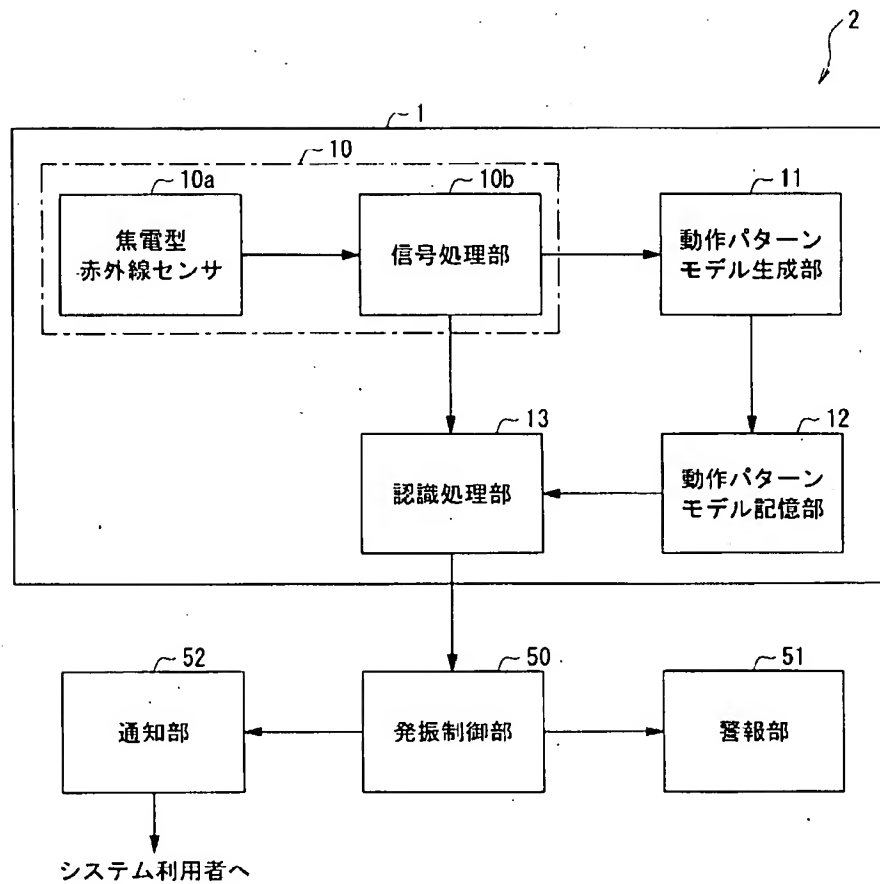 2
1
10
10a
10b
11
焦電型
赤外線センサ
信号処理部
動作パターン
モデル生成部
13
12
認識処理部
動作パターン
モデル記憶部
52
50
51
通知部
発振制御部
警報部
システム利用者へ